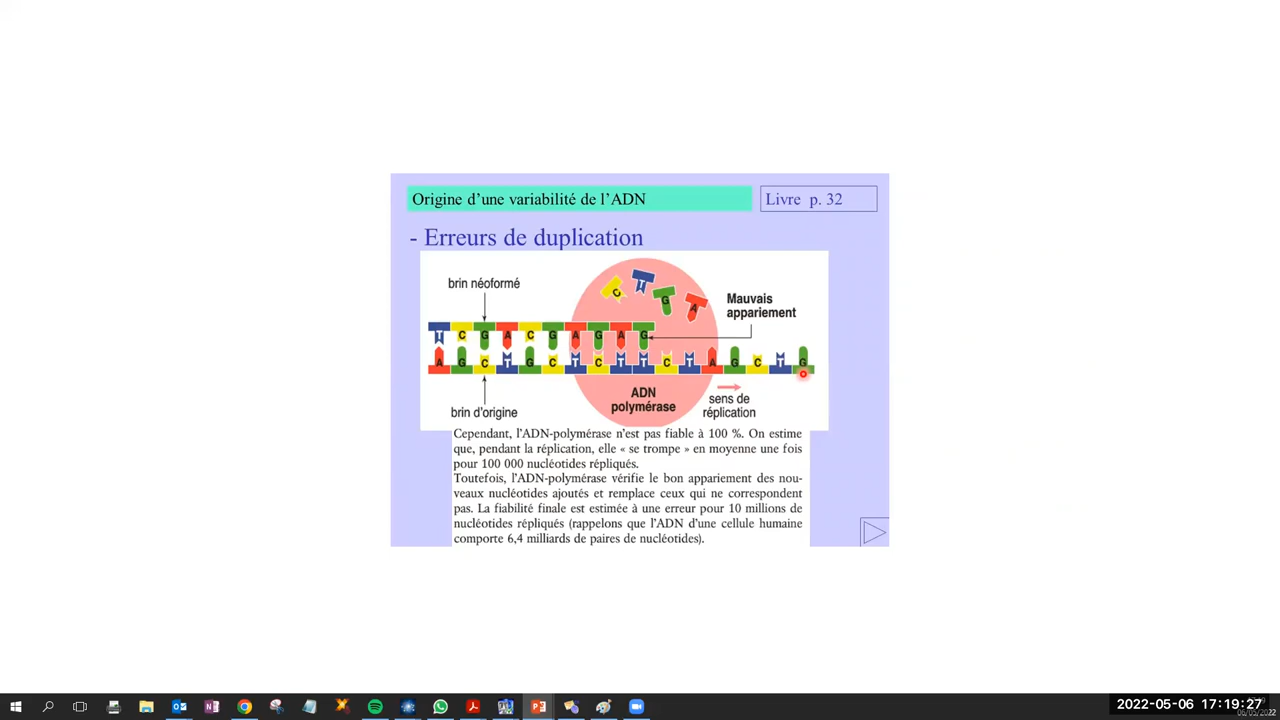 Origine d'une variabilité de l'ADN
Livre p. 32
- Erreurs de duplication
brin néoformé
C T G A
Mauvais
appariement
T C G A C G A G A G
A G C T G C T C T T C T A G C T G
ADN
polymérase
sens de
réplication
brin d'origine
Cependant, l'ADN-polymérase n'est pas fiable à 100 %. On estime
que, pendant la réplication, elle « se trompe » en moyenne une fois
pour 100 000 nucléotides répliqués.
Toutefois, l'ADN-polymérase vérifie le bon appariement des nou-
veaux nucléotides ajoutés et remplace ceux qui ne correspondent
pas. La fiabilité finale est estimée à une erreur pour 10 millions de
nucléotides répliqués (rappelons que l'ADN d'une cellule humaine
comporte 6,4 milliards de paires de nucléotides).
2022-05-06 17:19:27
06/05/2022